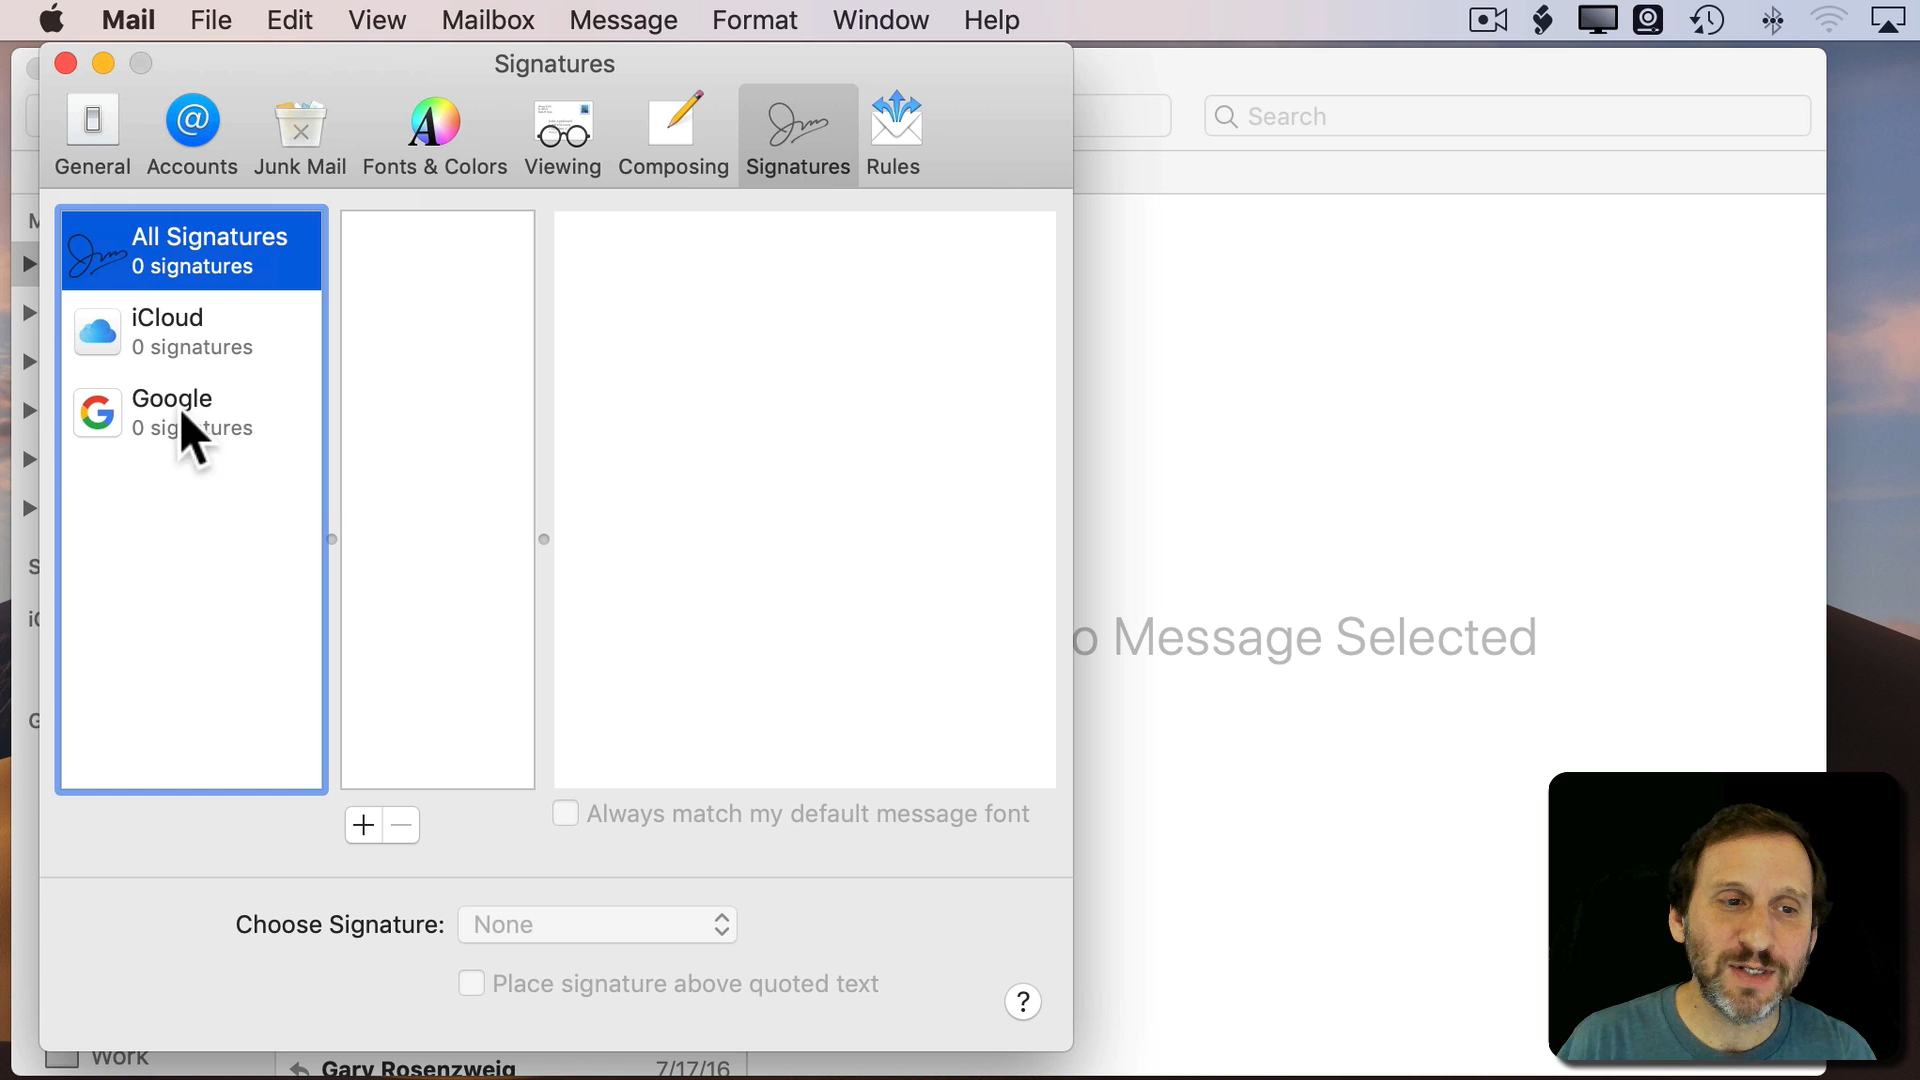 Mail File Edit View Mailbox Message Format Window Help
Signatures
General Accounts Junk Mail Fonts & Colors Viewing Composing Signatures Rules
Search
All Signatures
0 signatures
iCloud
0 signatures
Google
0 signatures
o Message Selected
Always match my default message font
Choose Signature: None
Place signature above quoted text
?
Work
Gary Rosenzweig 7/17/16